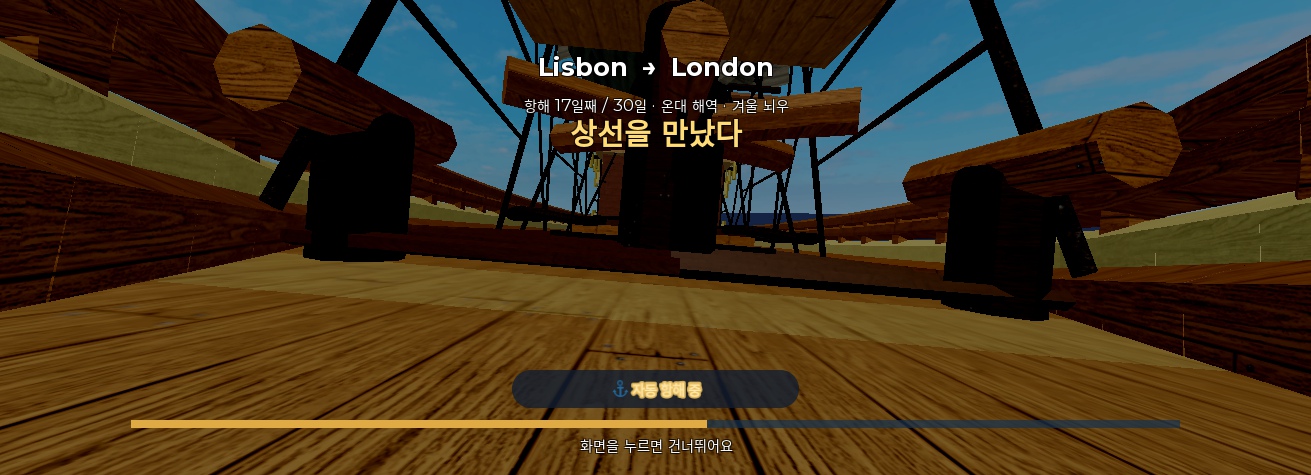 Lisbon → London
항해 17일째 / 30일 · 온대 해역 · 겨울 뇌우
상선을 만났다
⚓ 자동 항해 중
화면을 누르면 건너뛰어요